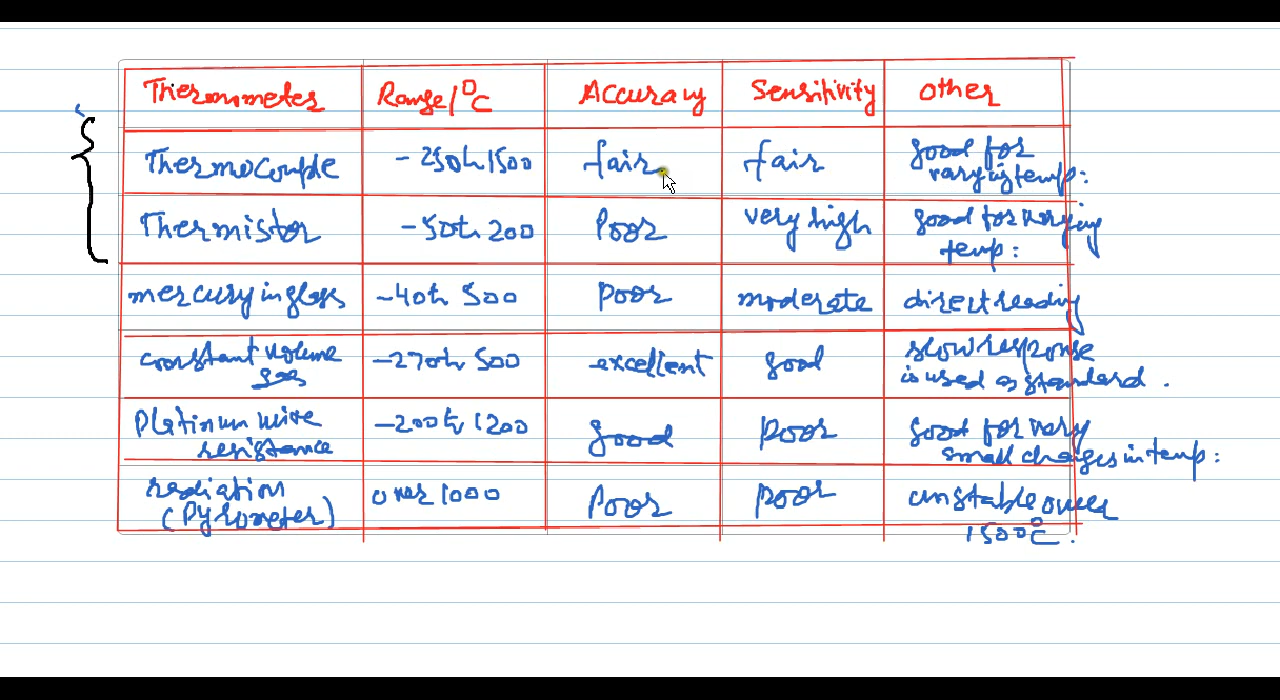 Thermometer Range/°C Accuracy Sensitivity Other
Thermocouple -250 to 1500 fair fair good for
varying temp:
Thermistor -50 to 200 Poor very high good for varying
temp:
mercury in glass -40 to 500 poor moderate direct reading
constant volume -270 to 500 excellent good slow response
gas is used as standard.
Platinum wire -200 to 1200 good poor good for very
resistance small changes in temp:
radiation over 1000 Poor poor unstable over
(Pyrometer) 1500°C.